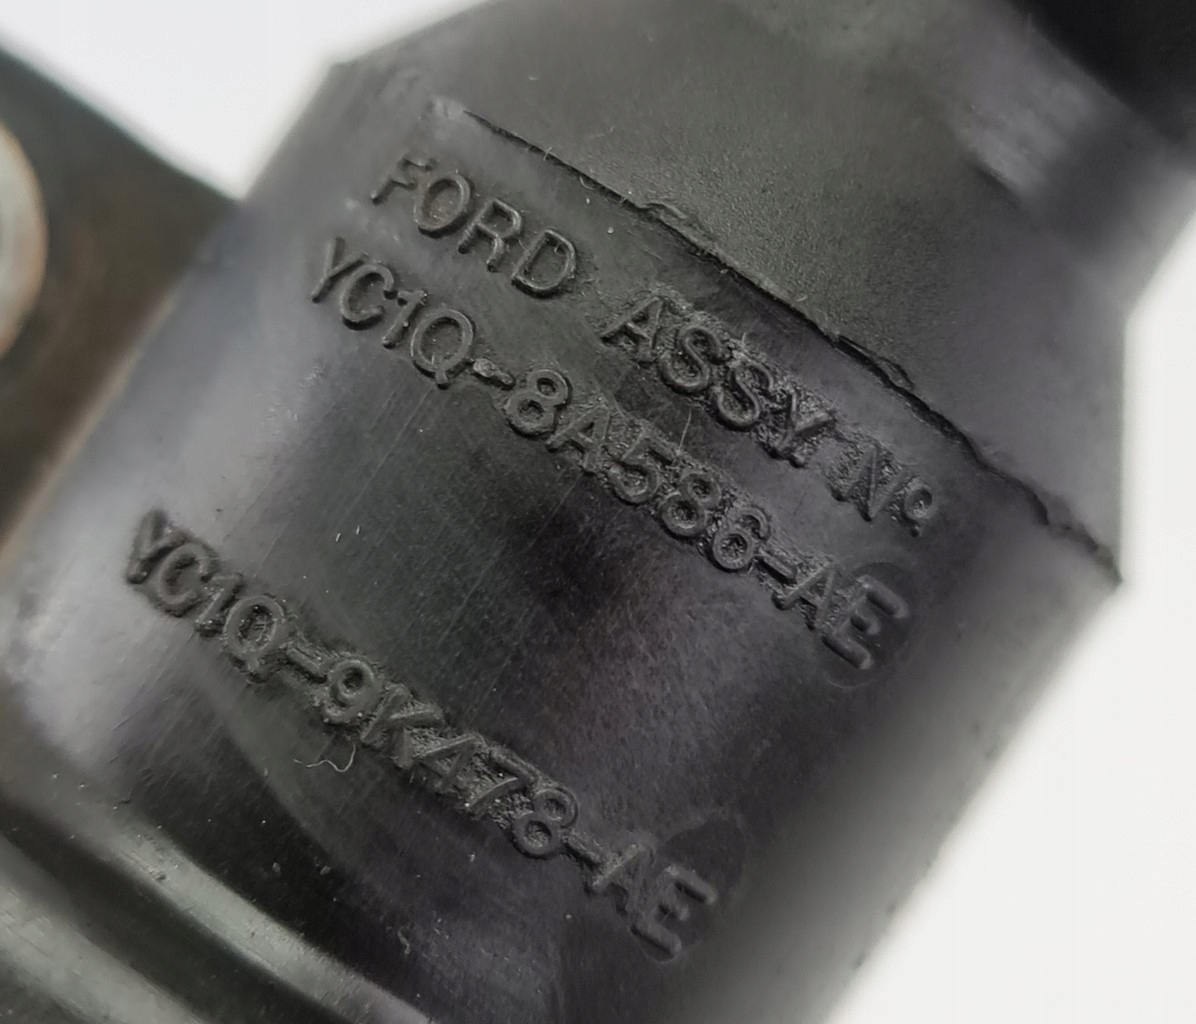 FORD ASSY Nº
YC1Q-8A586-AE
YC1Q-9K478-AE